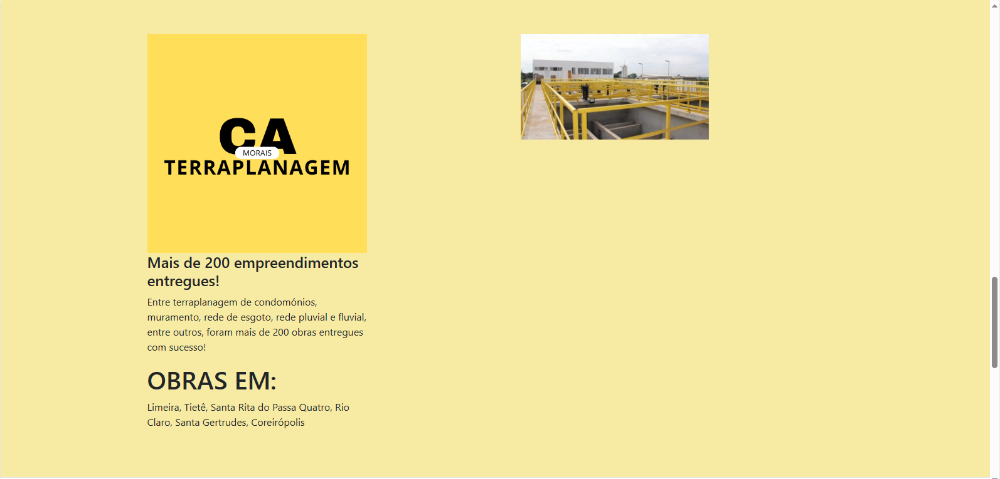 CA
MORAIS
TERRAPLANAGEM
Mais de 200 empreendimentos
entregues!
Entre terraplanagem de condomónios,
muramento, rede de esgoto, rede pluvial e fluvial,
entre outros, foram mais de 200 obras entregues
com sucesso!
OBRAS EM:
Limeira, Tietê, Santa Rita do Passa Quatro, Rio
Claro, Santa Gertrudes, Coreirópolis